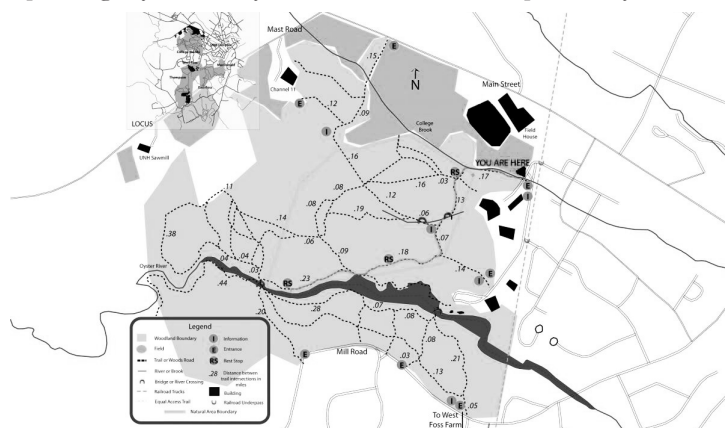 Mast Road
Channel 11
LOCUS
UNH Sawmill
N
Main Street
College
Brook
Field
House
YOU ARE HERE
E
.15
.12
.09
E
I
.16
.16
.03
RS
.17
E
I
.08
.12
.13
.11
.08
.19
.06
.14
.07
I
.38
.06
.09
.18
RS
.14
I
E
.04
.04
.03
Oyster River
.44
.23
RS
.20
.28
.07
.08
.08
.21
E
Mill Road
.03
E
.13
I
E
.05
To West
Foss Farm
Legend
Woodland Boundary
Field
Trail or Woods Road
River or Brook
Bridge or River Crossing
Railroad Tracks
Equal Access Trail
Natural Area Boundary
I Information
E Entrance
RS Rest Stop
.28 Distance between
trail intersections in
miles
Building
Railroad Underpass